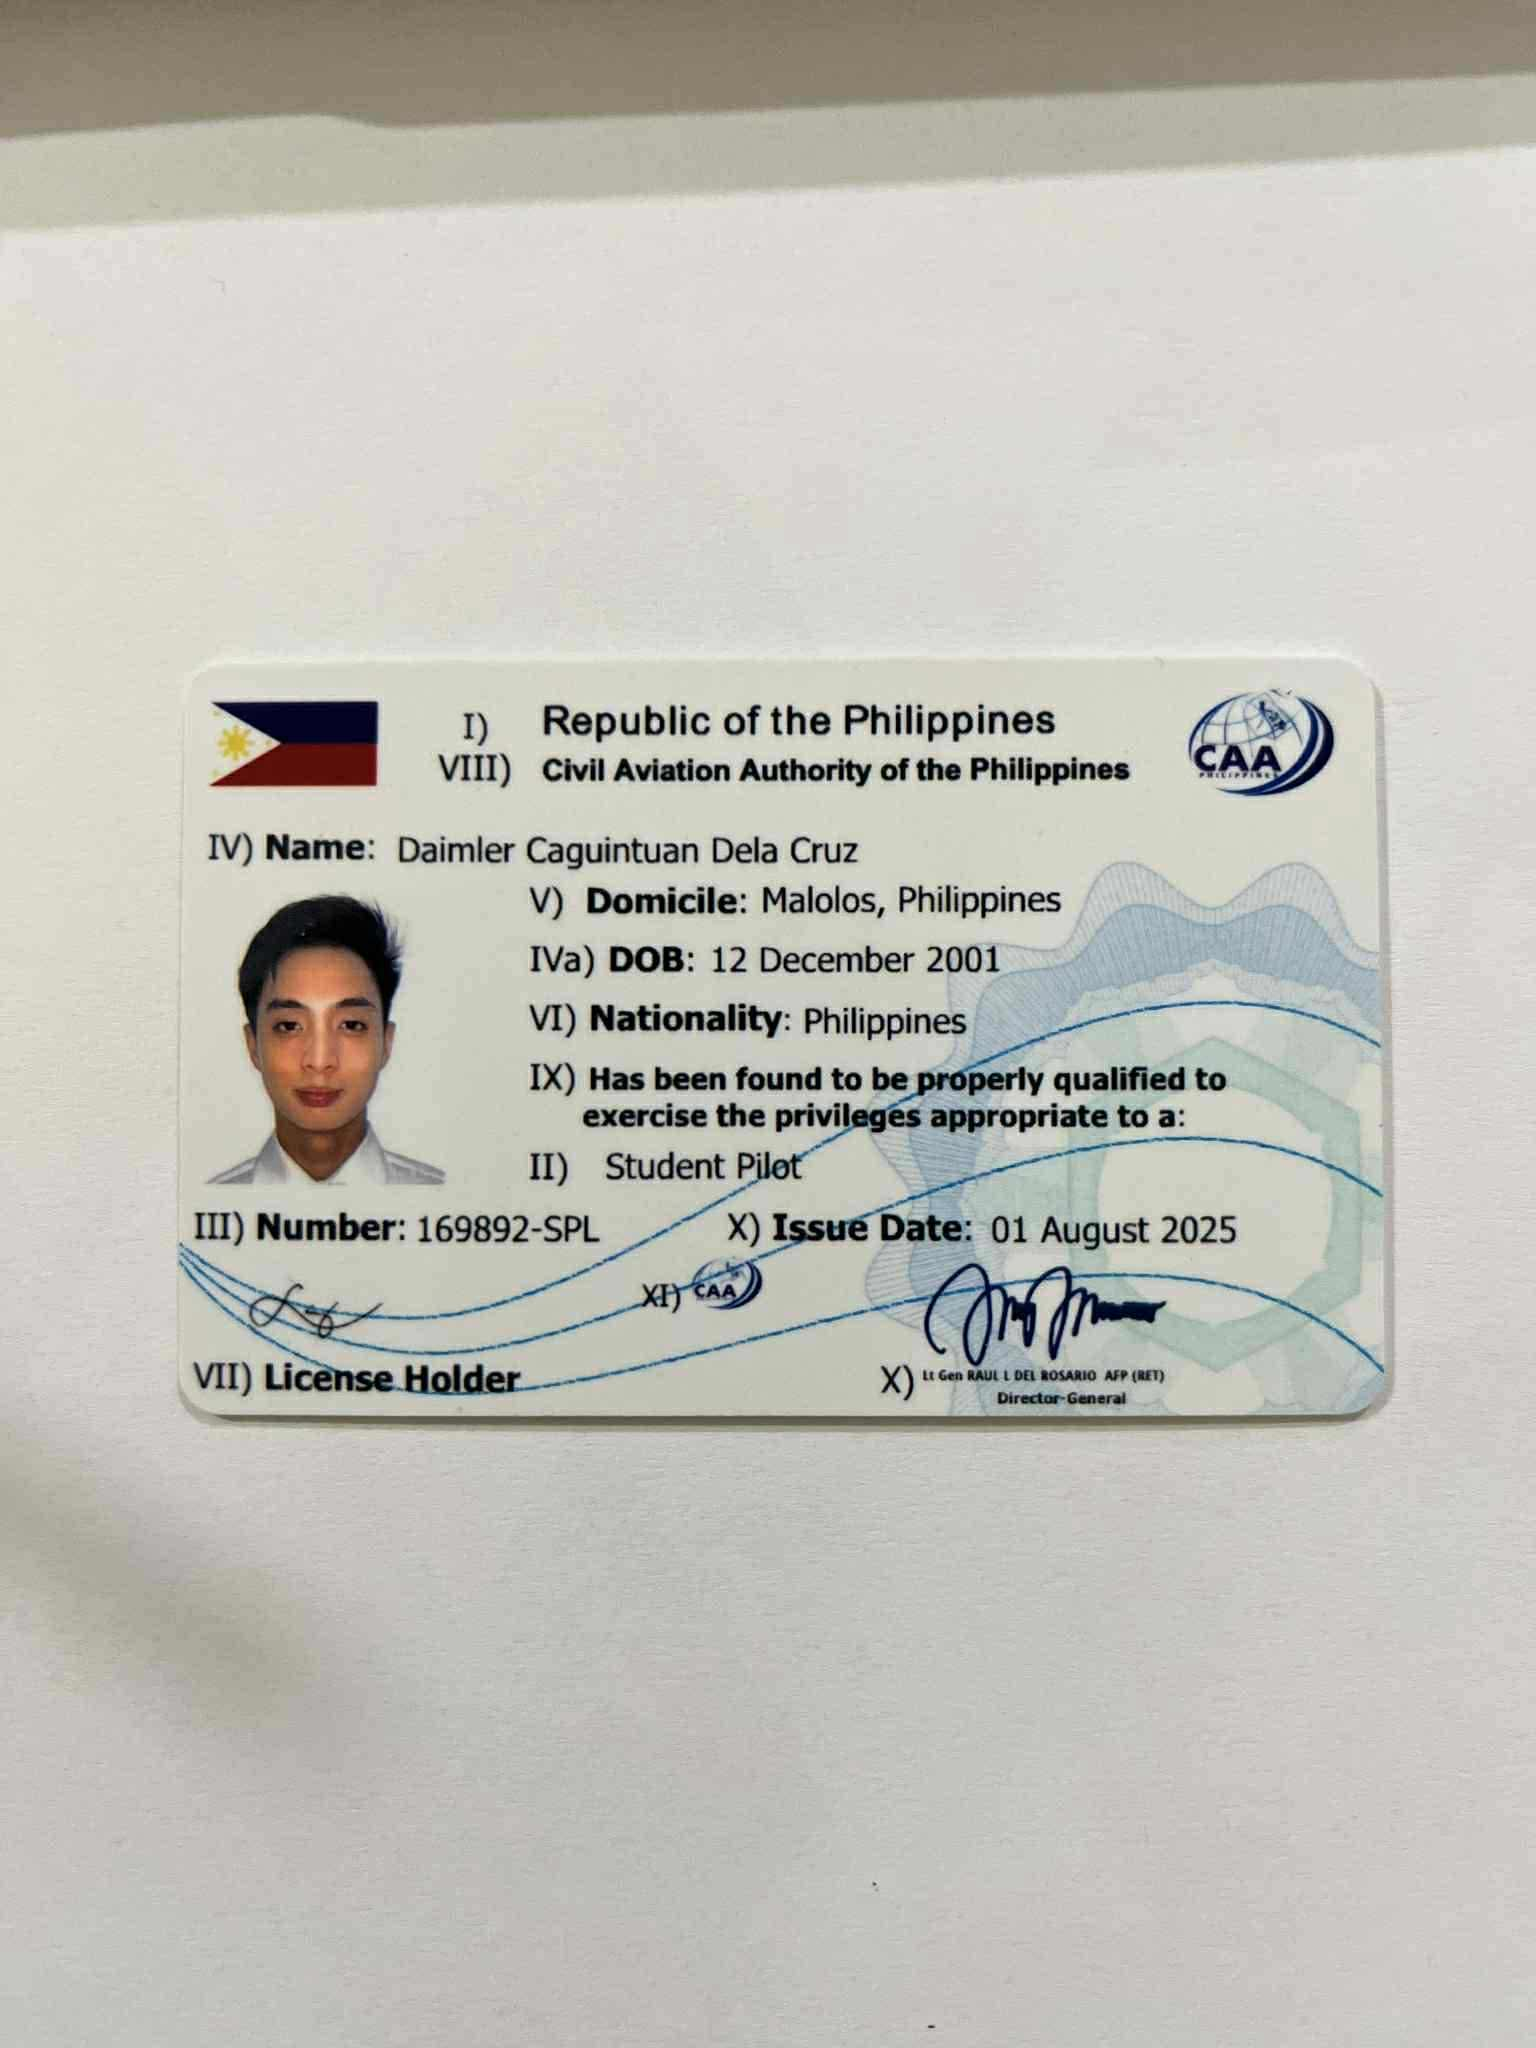 I) Republic of the Philippines
VIII) Civil Aviation Authority of the Philippines
CAA
PHILIPPINES
IV) Name: Daimler Caguintuan Dela Cruz
V) Domicile: Malolos, Philippines
IVa) DOB: 12 December 2001
VI) Nationality: Philippines
IX) Has been found to be properly qualified to
exercise the privileges appropriate to a:
II) Student Pilot
III) Number: 169892-SPL X) Issue Date: 01 August 2025
XI) CAA
VII) License Holder
X) Lt Gen RAUL L DEL ROSARIO AFP (RET)
Director-General